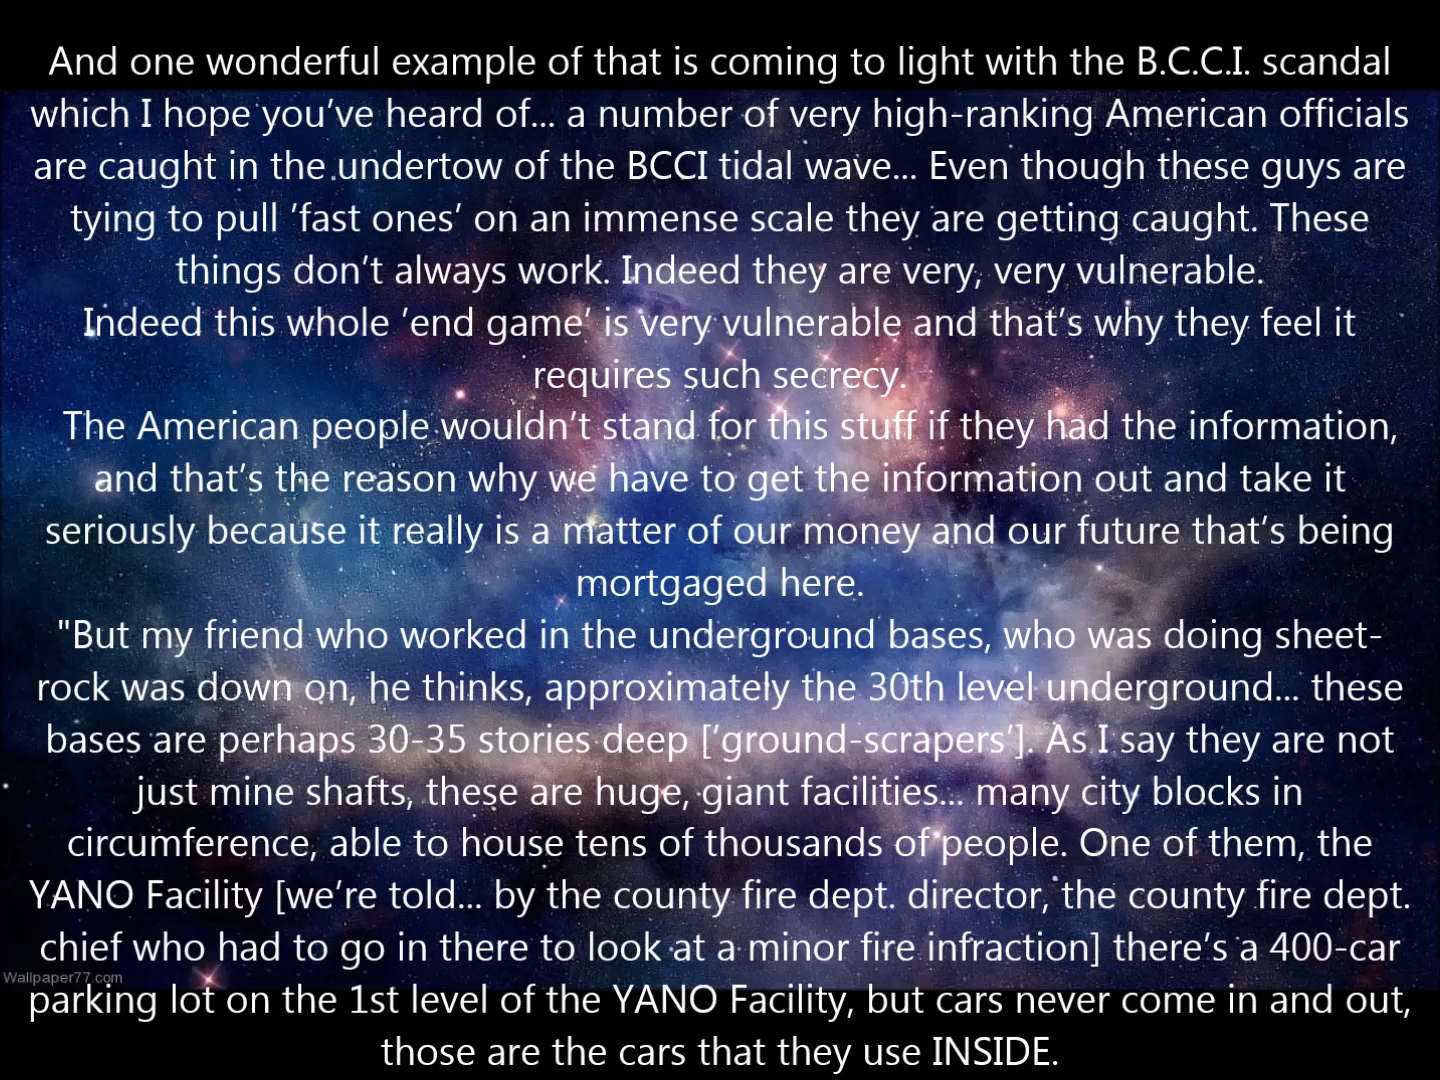 And one wonderful example of that is coming to light with the B.C.C.I. scandal
which I hope you’ve heard of... a number of very high-ranking American officials
are caught in the undertow of the BCCI tidal wave... Even though these guys are
tying to pull ’fast ones’ on an immense scale they are getting caught. These
things don’t always work. Indeed they are very, very vulnerable.
Indeed this whole ’end game’ is very vulnerable and that’s why they feel it
requires such secrecy.
The American people wouldn’t stand for this stuff if they had the information,
and that’s the reason why we have to get the information out and take it
seriously because it really is a matter of our money and our future that’s being
mortgaged here.
"But my friend who worked in the underground bases, who was doing sheet-
rock was down on, he thinks, approximately the 30th level underground... these
bases are perhaps 30-35 stories deep [’ground-scrapers’]. As I say they are not
just mine shafts, these are huge, giant facilities... many city blocks in
circumference, able to house tens of thousands of people. One of them, the
YANO Facility [we’re told... by the county fire dept. director, the county fire dept.
chief who had to go in there to look at a minor fire infraction] there’s a 400-car
Wallpaper77.com
parking lot on the 1st level of the YANO Facility, but cars never come in and out,
those are the cars that they use INSIDE.